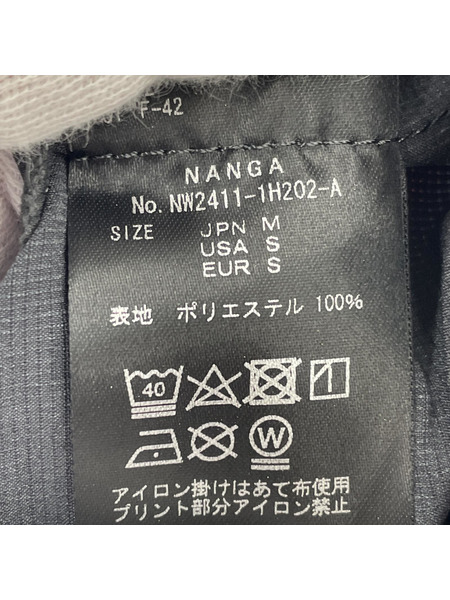 F-42
NANGA
No. NW2411-1H202-A
SIZE JPN M
USA S
EUR S
表地 ポリエステル 100%
40
W
アイロン掛けはあて布使用
プリント部分アイロン禁止